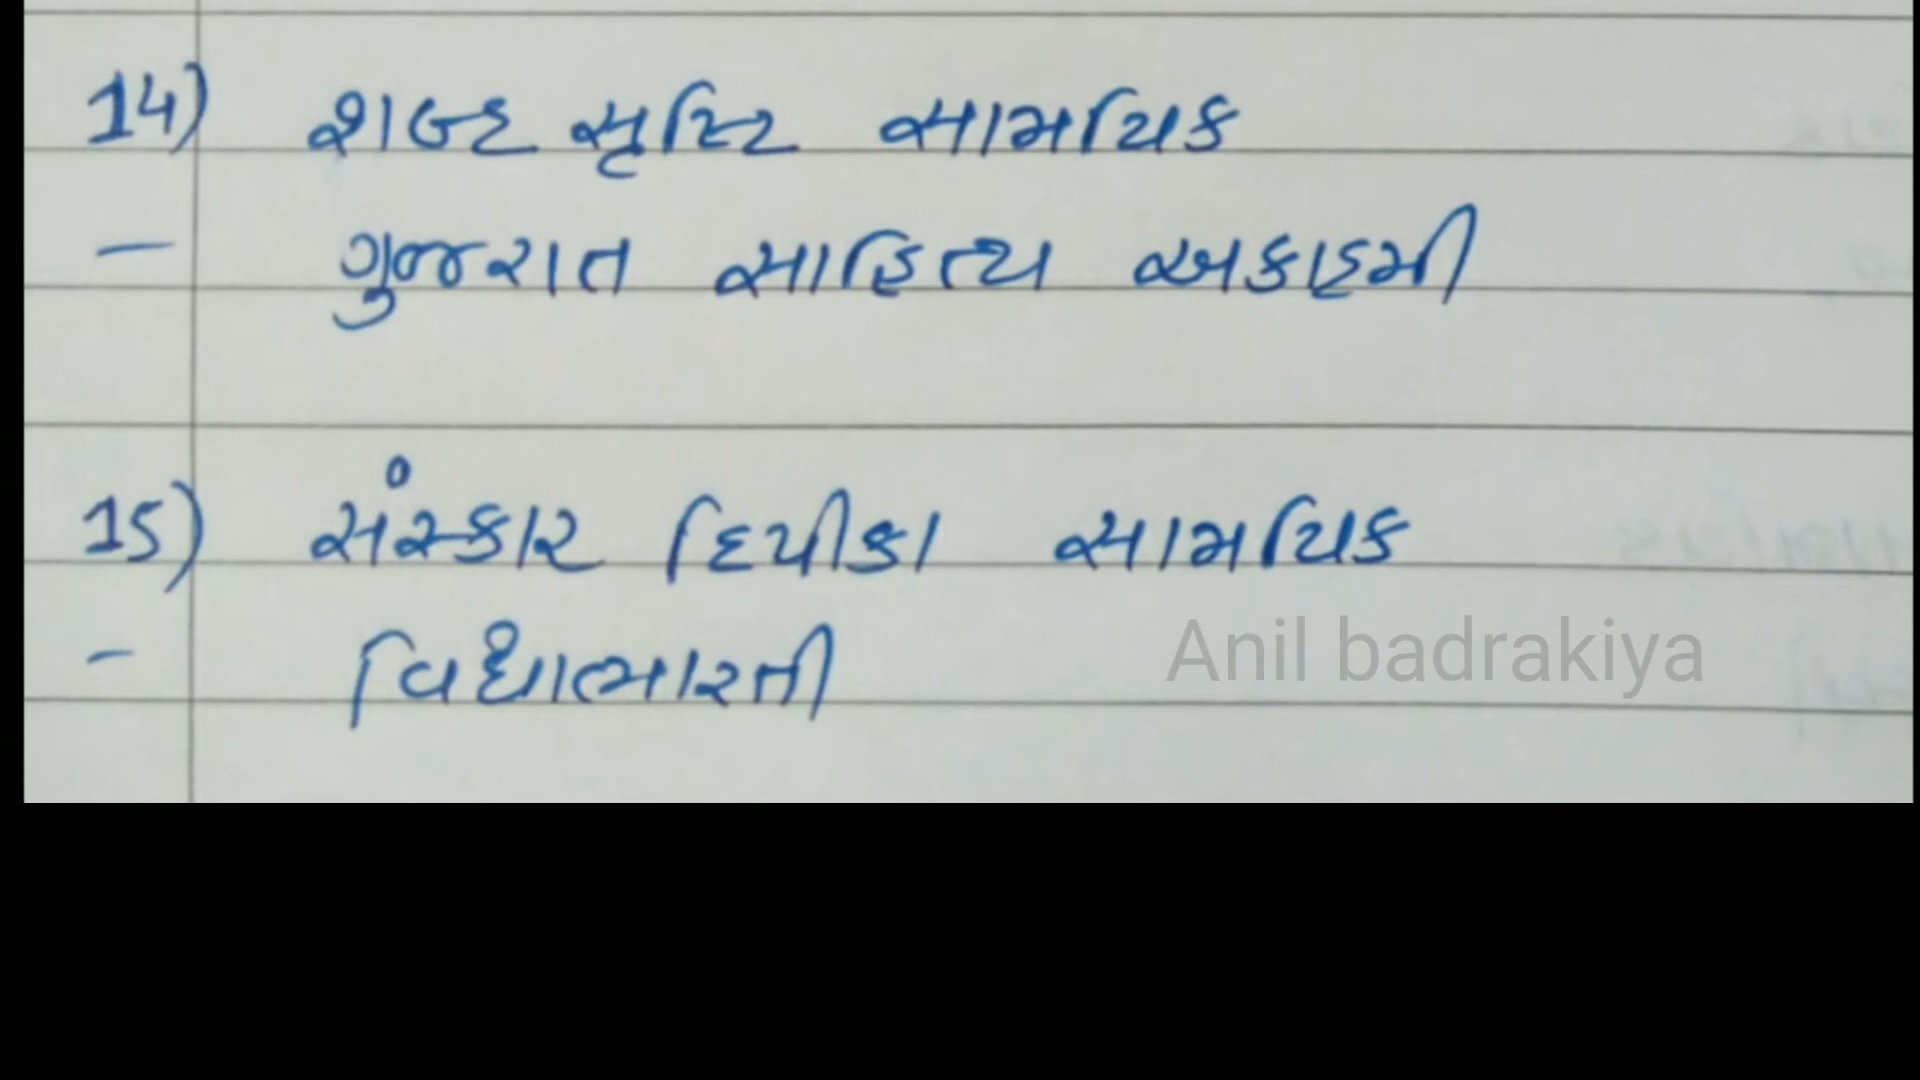 14) શબ્દ સૃષ્ટિ સામયિક
- ગુજરાત સાહિત્ય અકાદમી
15) સંસ્કાર દિપીકા સામયિક
- વિદ્યાભારતી
Anil badrakiya